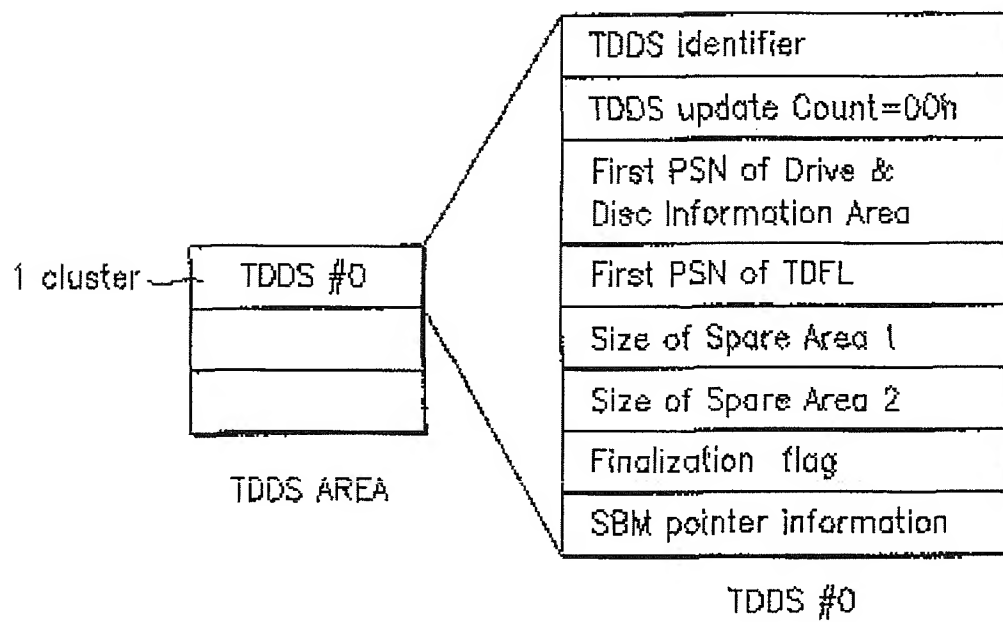 1 cluster
TDDS #0
TDDS AREA
TDDS identifier
TDDS update Count=00h
First PSN of Drive &
Disc Information Area
First PSN of TDFL
Size of Spare Area 1
Size of Spare Area 2
Finalization flag
SBM pointer information
TDDS #0